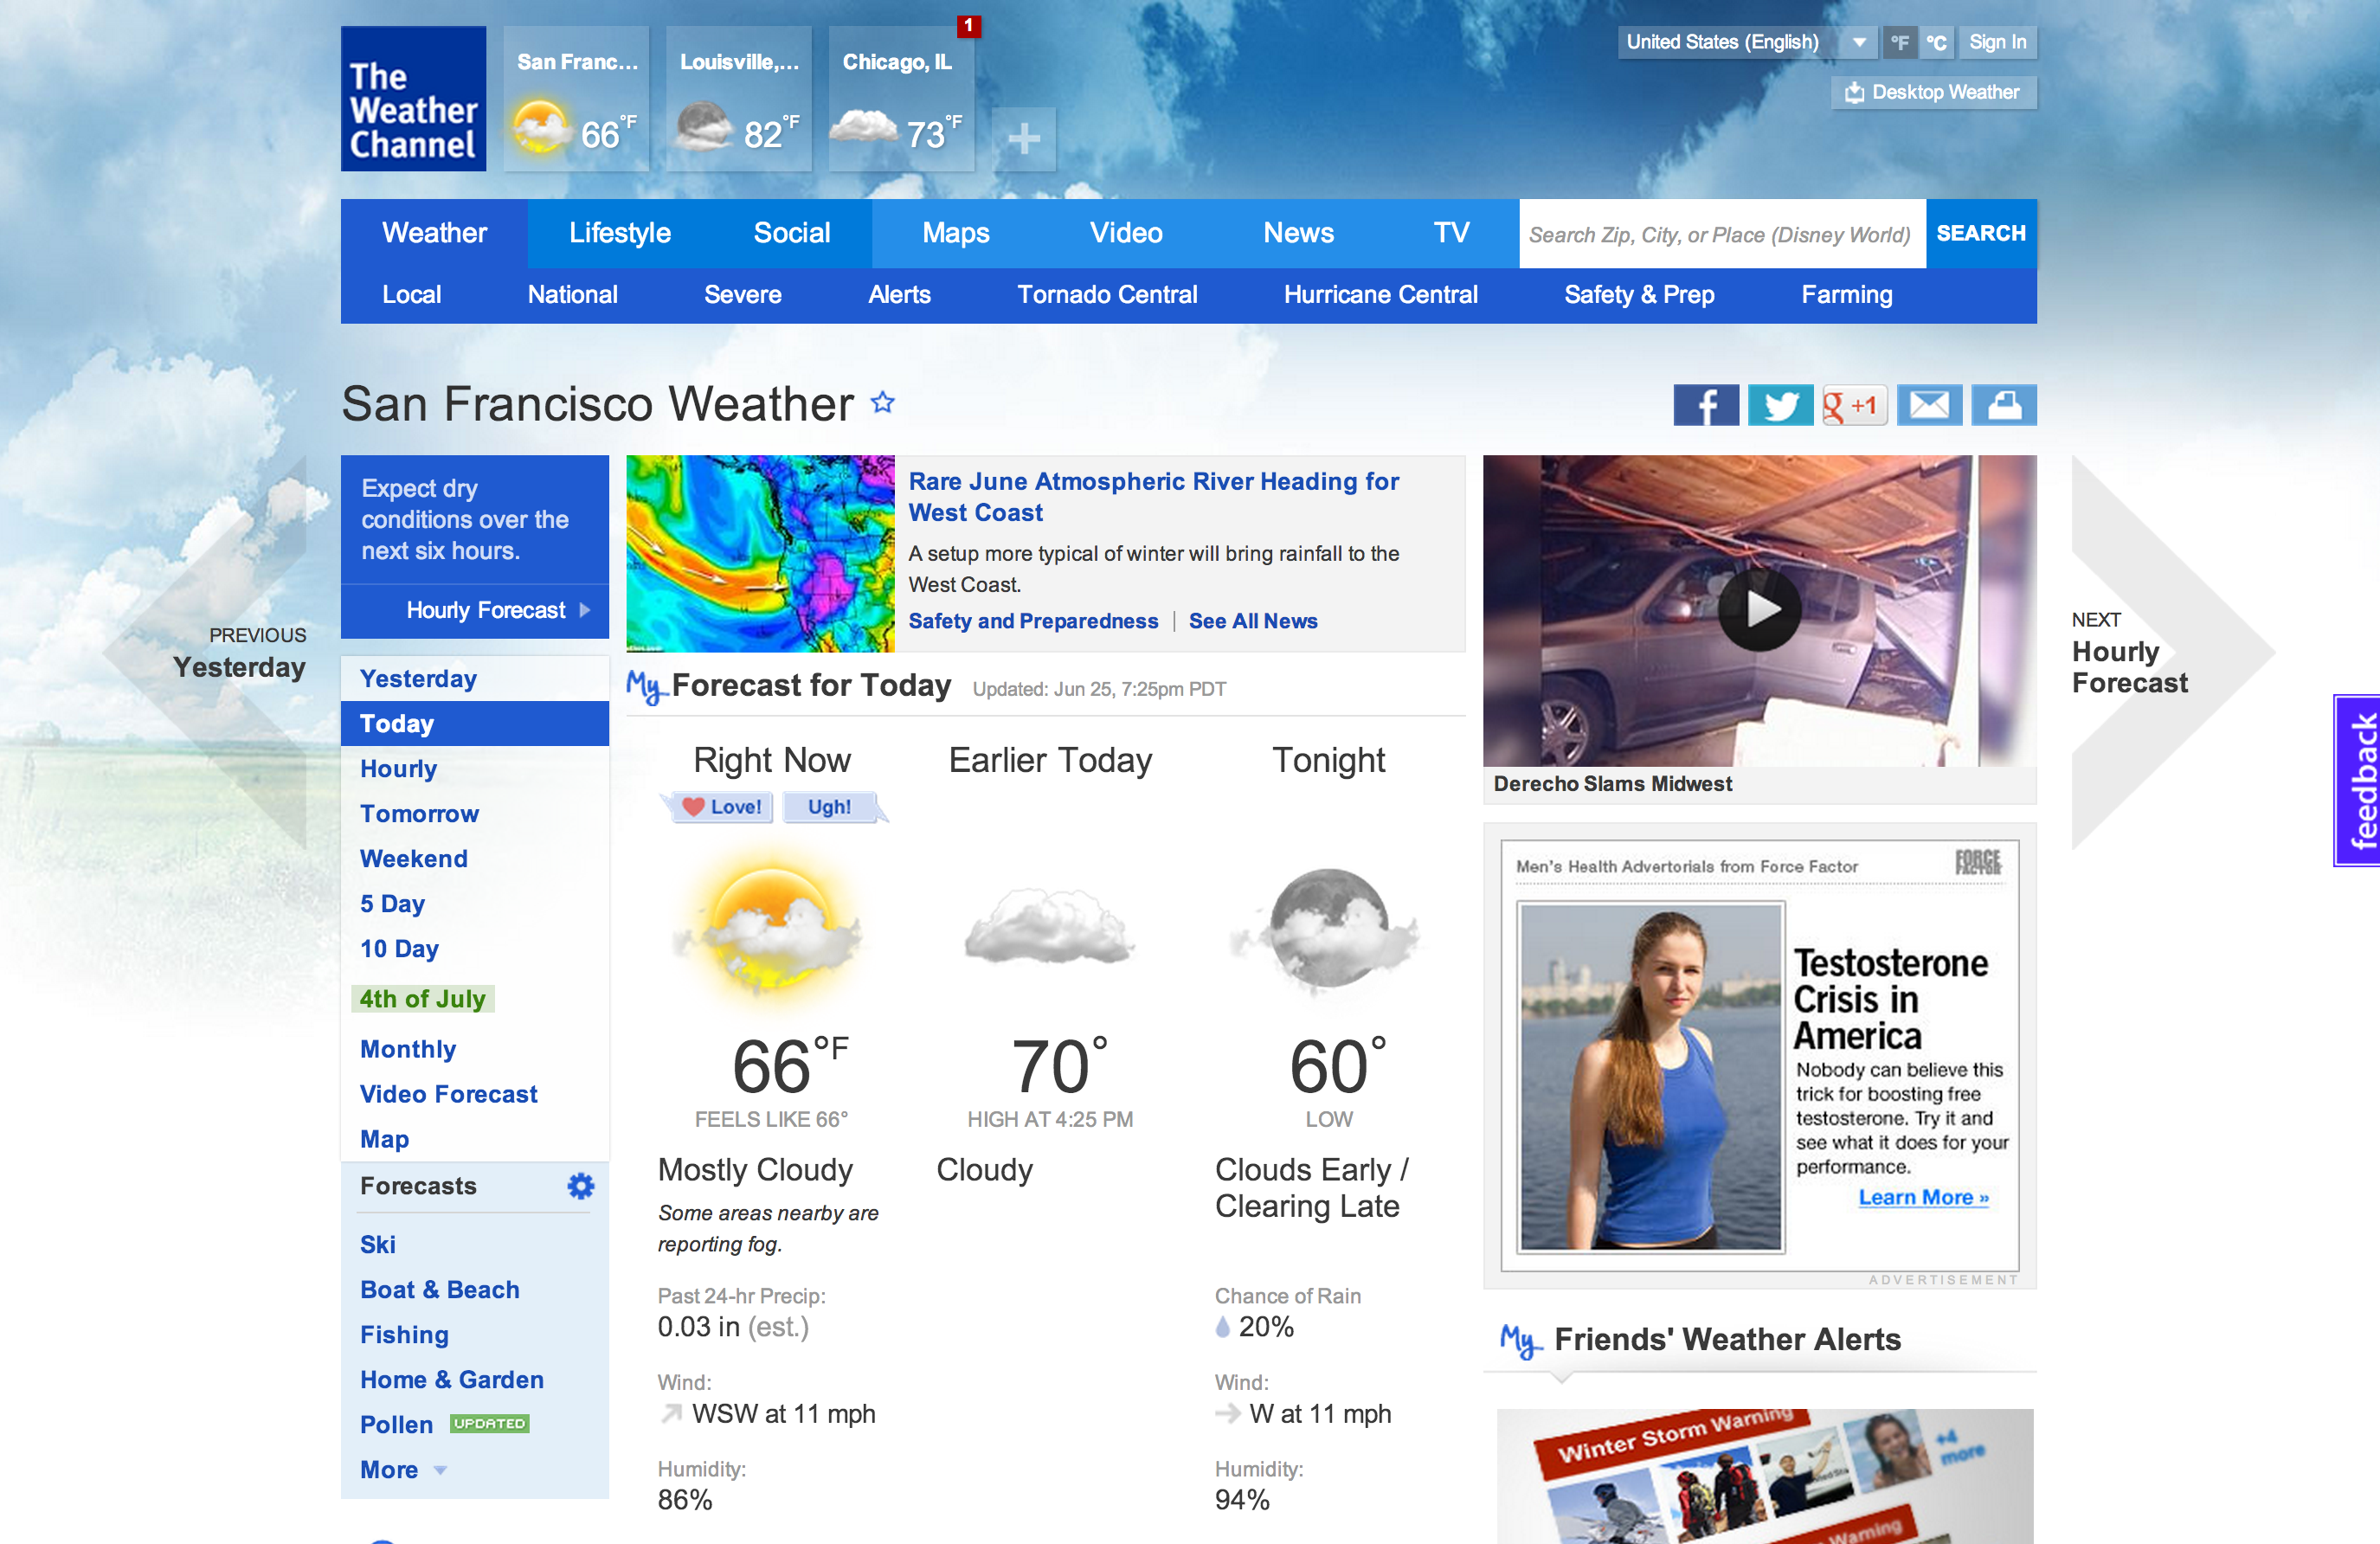 The
Weather
Channel
San Franc...
66°F
Louisville,...
82°F
Chicago, IL
1
73°F
+
United States (English)
°F
°C
Sign In
Desktop Weather
Weather
Lifestyle
Social
Maps
Video
News
TV
Search Zip, City, or Place (Disney World)
SEARCH
Local
National
Severe
Alerts
Tornado Central
Hurricane Central
Safety & Prep
Farming
San Francisco Weather
f
g +1
PREVIOUS
Yesterday
Expect dry
conditions over the
next six hours.
Hourly Forecast
Yesterday
Today
Hourly
Tomorrow
Weekend
5 Day
10 Day
4th of July
Monthly
Video Forecast
Map
Forecasts
Ski
Boat & Beach
Fishing
Home & Garden
Pollen UPDATED
More
Rare June Atmospheric River Heading for
West Coast
A setup more typical of winter will bring rainfall to the
West Coast.
Safety and Preparedness | See All News
My Forecast for Today Updated: Jun 25, 7:25pm PDT
Right Now
Love!
Ugh!
66°F
FEELS LIKE 66°
Mostly Cloudy
Some areas nearby are
reporting fog.
Past 24-hr Precip:
0.03 in (est.)
Wind:
WSW at 11 mph
Humidity:
86%
Earlier Today
70°
HIGH AT 4:25 PM
Cloudy
Tonight
60°
LOW
Clouds Early /
Clearing Late
Chance of Rain
20%
Wind:
W at 11 mph
Humidity:
94%
Derecho Slams Midwest
Men's Health Advertorials from Force Factor
FORCE
FACTOR
Testosterone
Crisis in
America
Nobody can believe this
trick for boosting free
testosterone. Try it and
see what it does for your
performance.
Learn More »
ADVERTISEMENT
My Friends' Weather Alerts
Winter Storm Warning
+4
more
Warning
NEXT
Hourly
Forecast
feedback